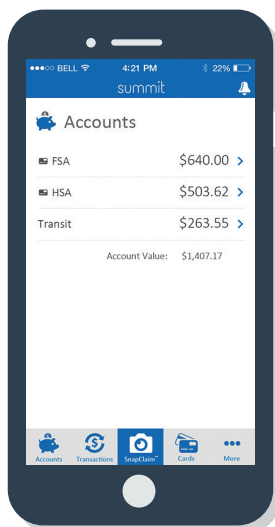 ●●●○○ BELL 4:21 PM 22%
summit
Accounts
FSA $640.00 >
HSA $503.62 >
Transit $263.55 >
Account Value: $1,407.17
Accounts Transactions SnapClaim™ Cards More